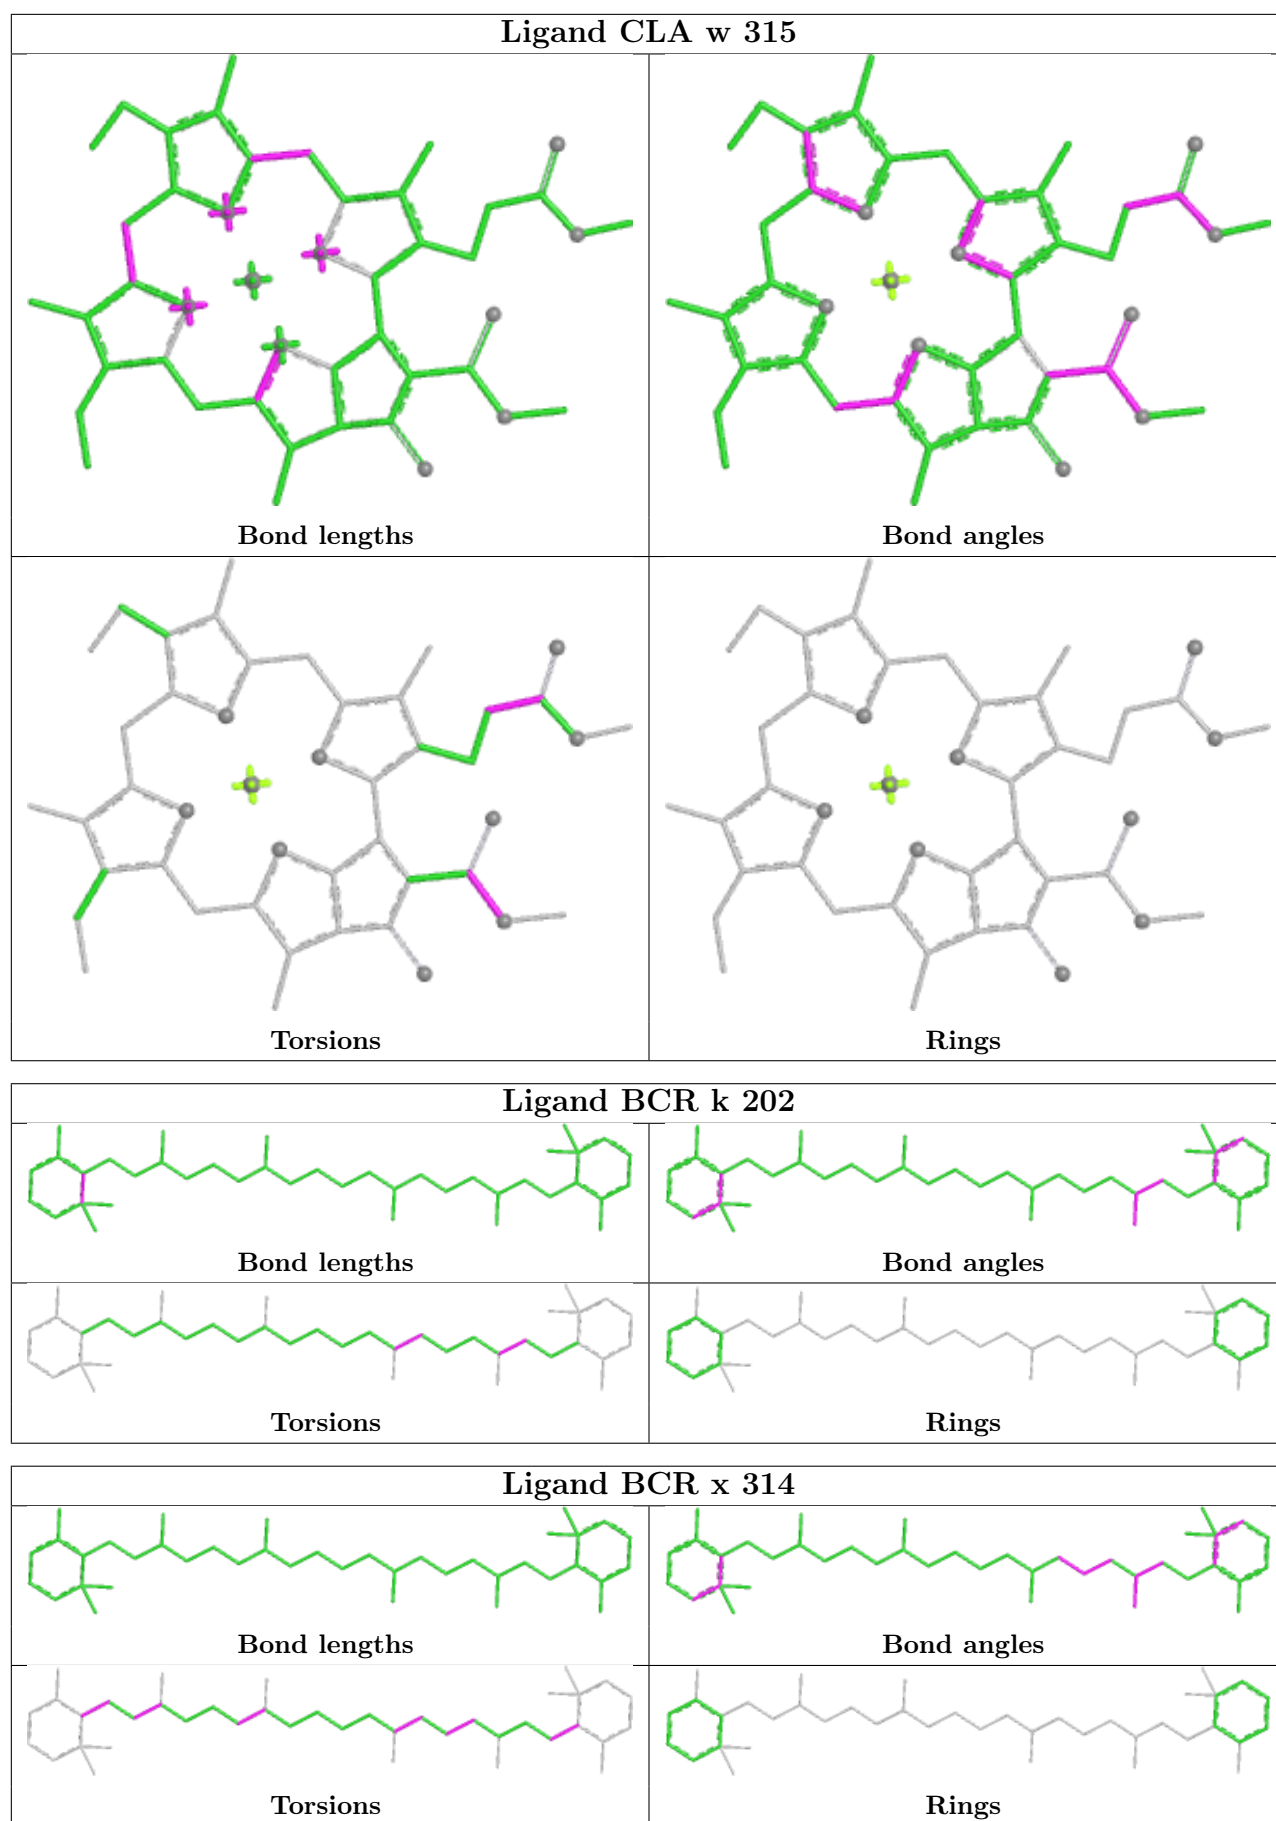 Ligand CLA w 315
Bond lengths
Bond angles
Torsions
Rings
Ligand BCR k 202
Bond lengths
Bond angles
Torsions
Rings
Ligand BCR x 314
Bond lengths
Bond angles
Torsions
Rings